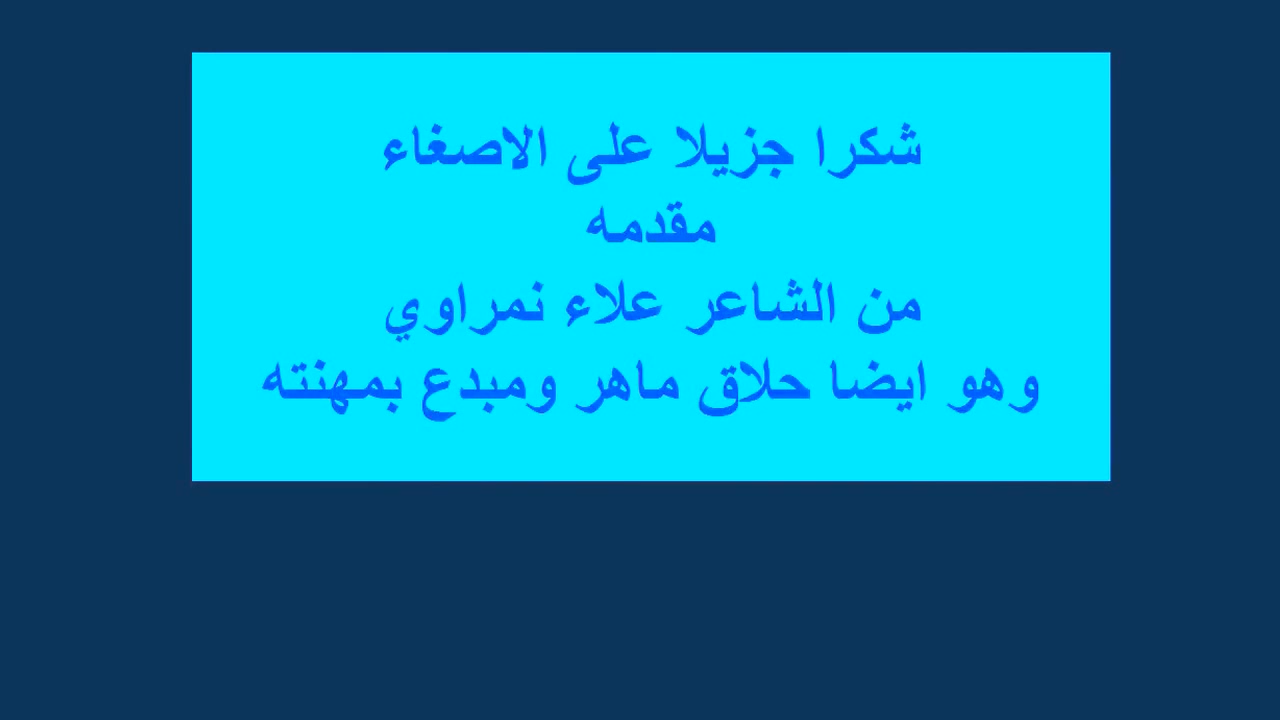 شكرا جزيلا على الاصغاء
مقدمه
من الشاعر علاء نمراوي
وهو ايضا حلاق ماهر ومبدع بمهنته